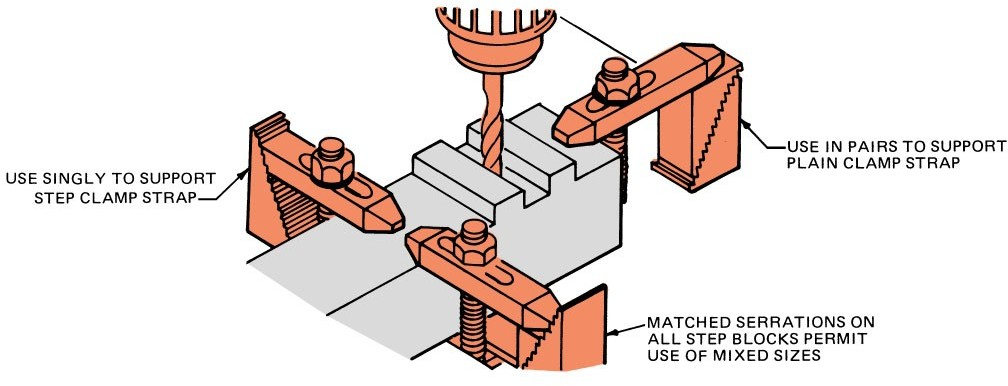 USE SINGLY TO SUPPORT
STEP CLAMP STRAP
USE IN PAIRS TO SUPPORT
PLAIN CLAMP STRAP
MATCHED SERRATIONS ON
ALL STEP BLOCKS PERMIT
USE OF MIXED SIZES